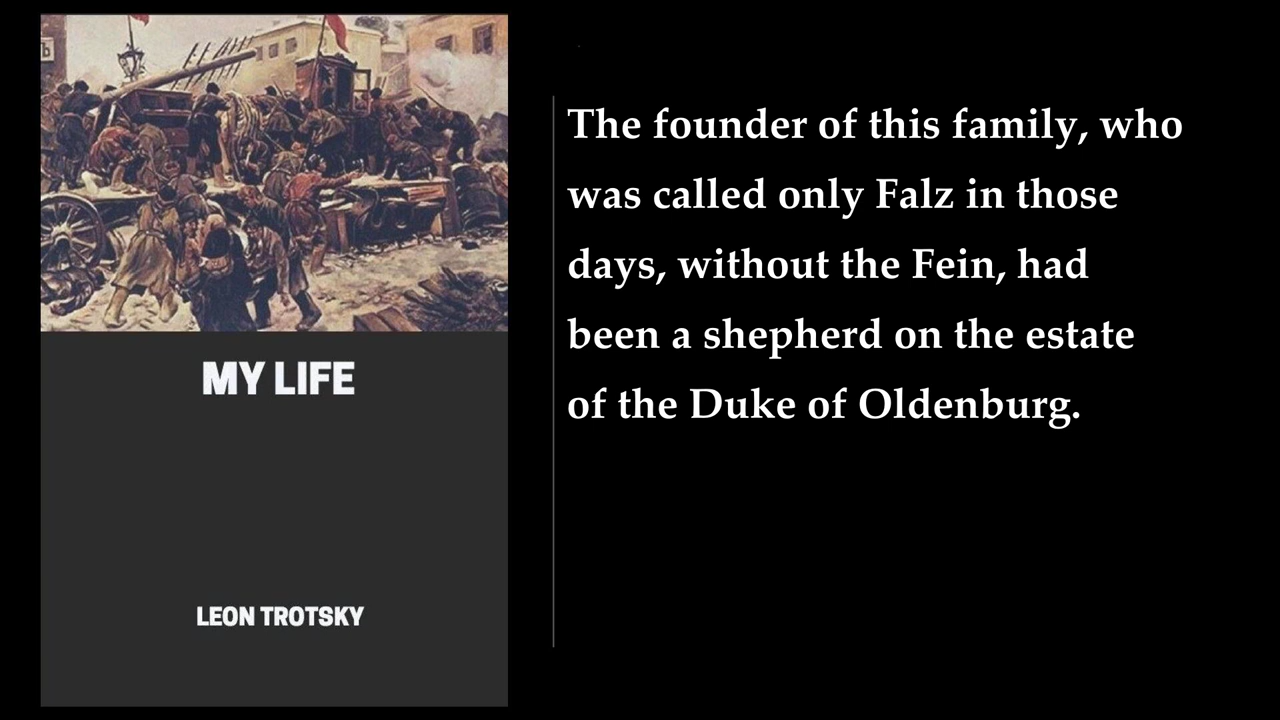 MY LIFE
LEON TROTSKY
The founder of this family, who
was called only Falz in those
days, without the Fein, had
been a shepherd on the estate
of the Duke of Oldenburg.